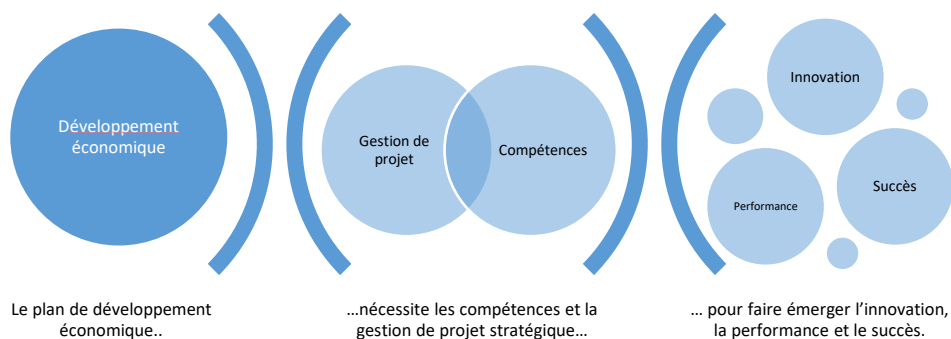 Développement
économique
Gestion de
projet
Compétences
Innovation
Performance
Succès
Le plan de développement
économique..
…nécessite les compétences et la
gestion de projet stratégique…
… pour faire émerger l’innovation,
la performance et le succès.